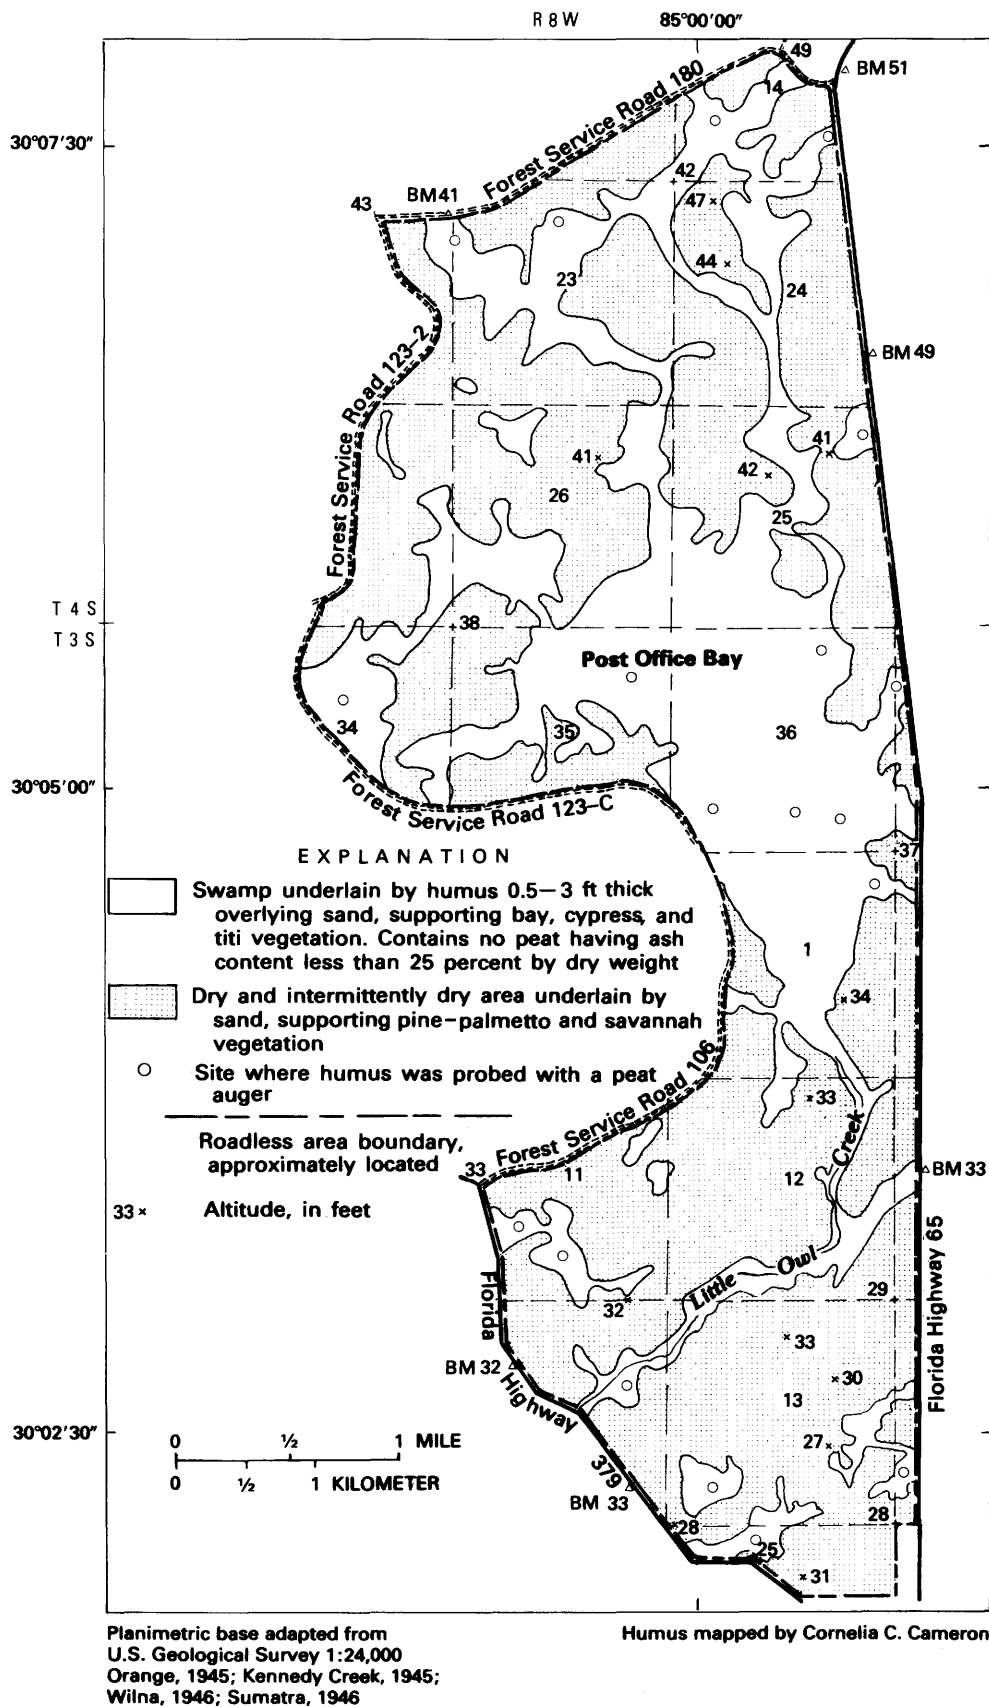 R 8 W
85°00'00"
49
BM 51
14
Forest Service Road 180
30°07'30"
42
47
BM 41
43
44
23
24
Forest Service Road 123-2
BM 49
41
41
42
26
25
T 4 S
T 3 S
38
Post Office Bay
34
35
36
30°05'00"
Forest Service Road 123-C
37
EXPLANATION
Swamp underlain by humus 0.5—3 ft thick
overlying sand, supporting bay, cypress, and
titi vegetation. Contains no peat having ash
content less than 25 percent by dry weight
1
Dry and intermittently dry area underlain by
sand, supporting pine-palmetto and savannah
vegetation
34
Site where humus was probed with a peat
auger
Forest Service Road 106
33
Roadless area boundary,
approximately located
33 x
Altitude, in feet
33
11
12
Creek
BM 33
Little Owl
Florida Highway 65
29
32
Florida
Highway
379
BM 32
33
30
13
27
30°02'30"
0 ½ 1 MILE
0 ½ 1 KILOMETER
BM 33
28
28
25
31
Planimetric base adapted from
U.S. Geological Survey 1:24,000
Orange, 1945; Kennedy Creek, 1945;
Wilna, 1946; Sumatra, 1946
Humus mapped by Cornelia C. Cameron